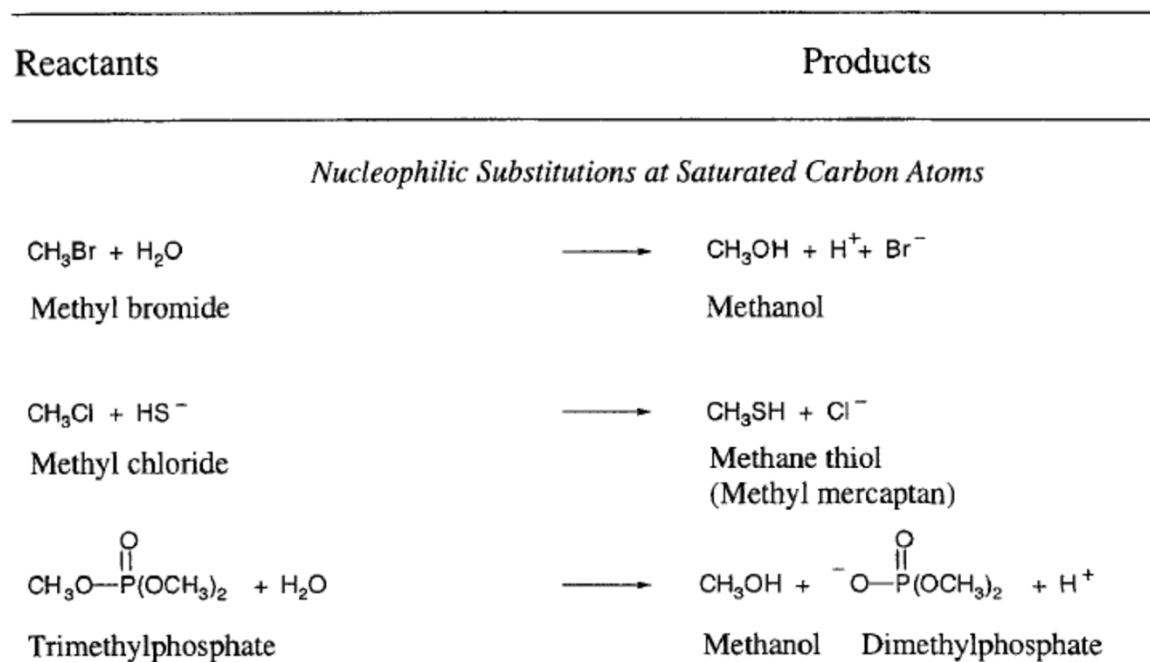 Reactants Products
Nucleophilic Substitutions at Saturated Carbon Atoms
CH₃Br + H₂O ⟶ CH₃OH + H⁺ + Br⁻
Methyl bromide Methanol
CH₃Cl + HS⁻ ⟶ CH₃SH + Cl⁻
Methyl chloride Methane thiol
(Methyl mercaptan)
O O
CH₃O—P(OCH₃)₂ + H₂O ⟶ CH₃OH + ⁻O—P(OCH₃)₂ + H⁺
Trimethylphosphate Methanol Dimethylphosphate